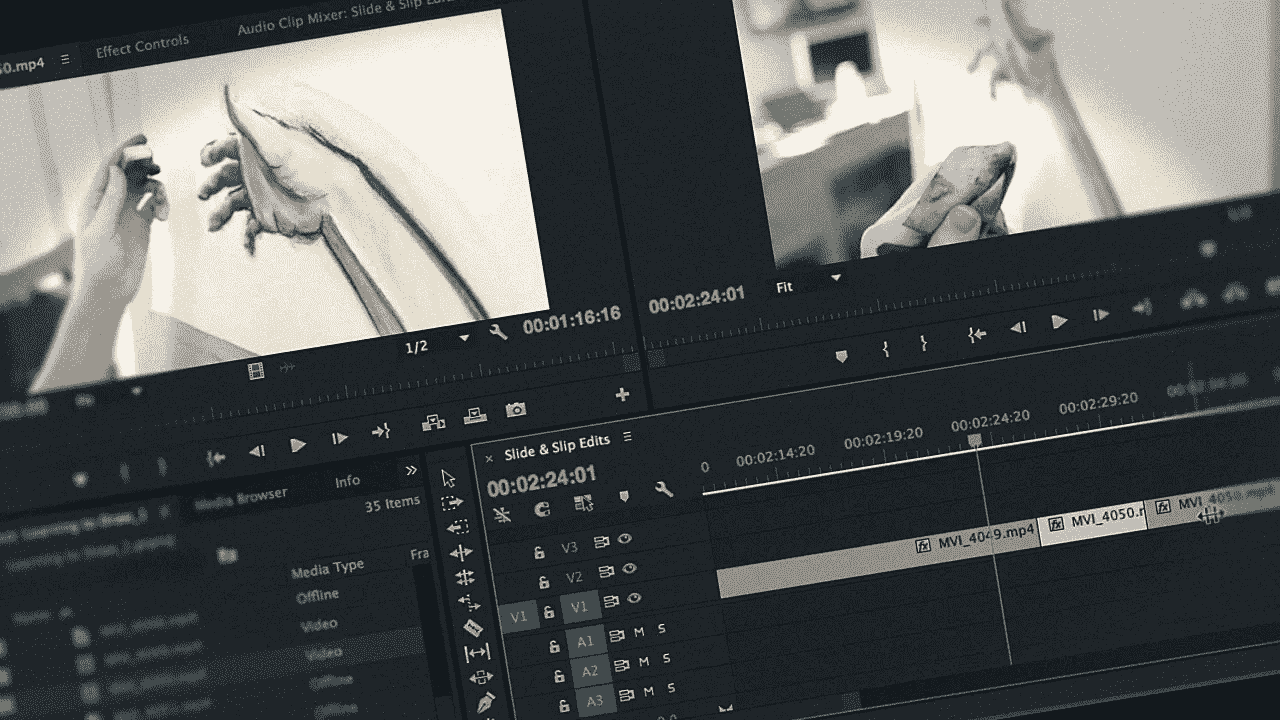 50.mp4
Effect Controls
Audio Clip Mixer: Slide & Slip
1/2
00:01:16:16
00:02:24:01
Fit
Media Browser
Info
35 Items
Media Type
Fra
Offline
Video
Video
Offline
Offline
× Slide & Slip Edits
00:02:24:01
0
00:02:14:20
00:02:19:20
00:02:24:20
00:02:29:20
V3
V2
V1 V1
A1 M S
A2 M S
A3 M S
fx MVI_4049.mp4
fx MVI_4050.r
fx MVI_4050.mp4